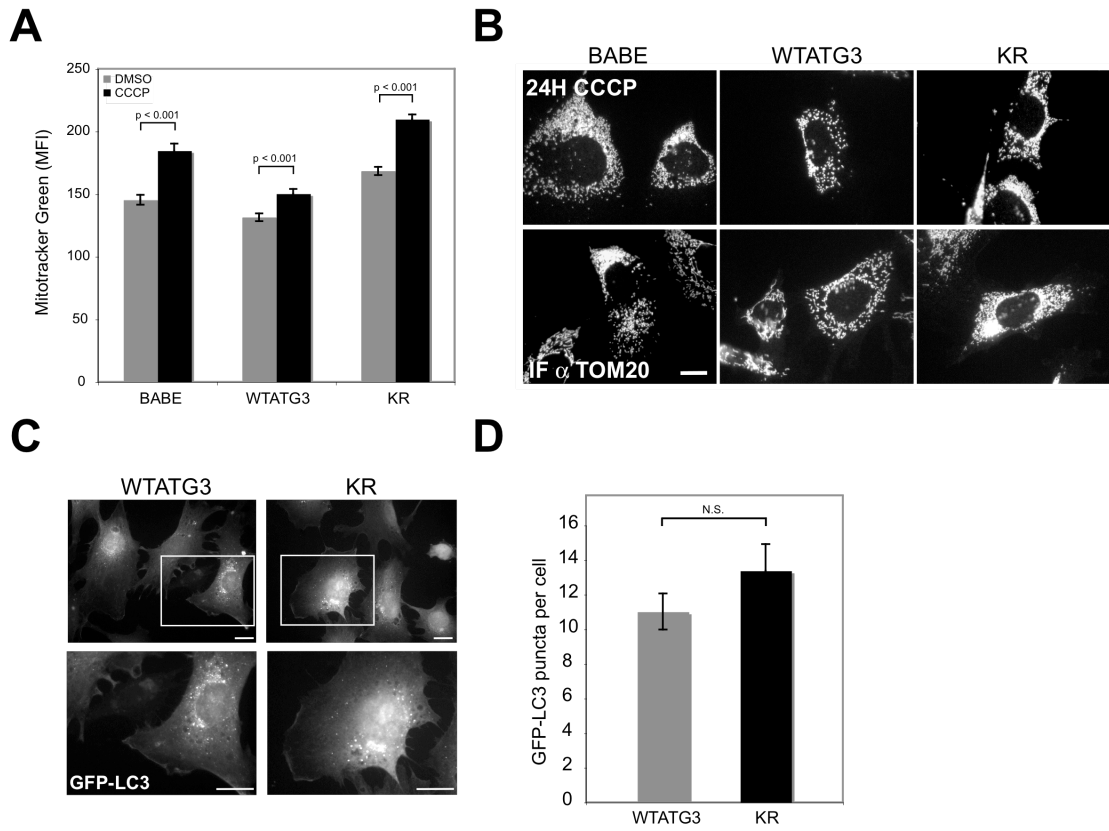 A
Mitotracker Green (MFI)
250
200
150
100
50
0
DMSO
CCCP
p < 0.001
p < 0.001
p < 0.001
BABE
WTATG3
KR
B
BABE
WTATG3
KR
24H CCCP
IF α TOM20
C
WTATG3
KR
GFP-LC3
D
GFP-LC3 puncta per cell
16
14
12
10
8
6
4
2
0
N.S.
WTATG3
KR